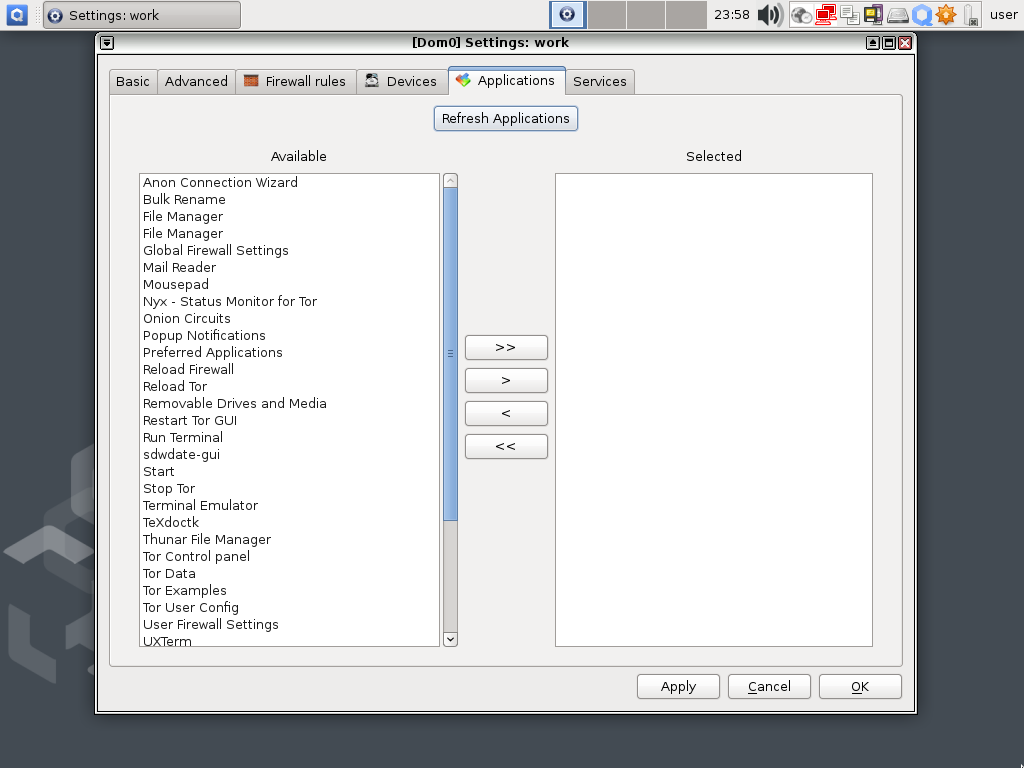 Settings: work
23:58
user
[Dom0] Settings: work
Basic
Advanced
Firewall rules
Devices
Applications
Services
Refresh Applications
Available
Selected
Anon Connection Wizard
Bulk Rename
File Manager
File Manager
Global Firewall Settings
Mail Reader
Mousepad
Nyx - Status Monitor for Tor
Onion Circuits
Popup Notifications
Preferred Applications
Reload Firewall
Reload Tor
Removable Drives and Media
Restart Tor GUI
Run Terminal
sdwdate-gui
Start
Stop Tor
Terminal Emulator
TeXdoctk
Thunar File Manager
Tor Control panel
Tor Data
Tor Examples
Tor User Config
User Firewall Settings
UXTerm
>>
>
<
<<
Apply
Cancel
OK